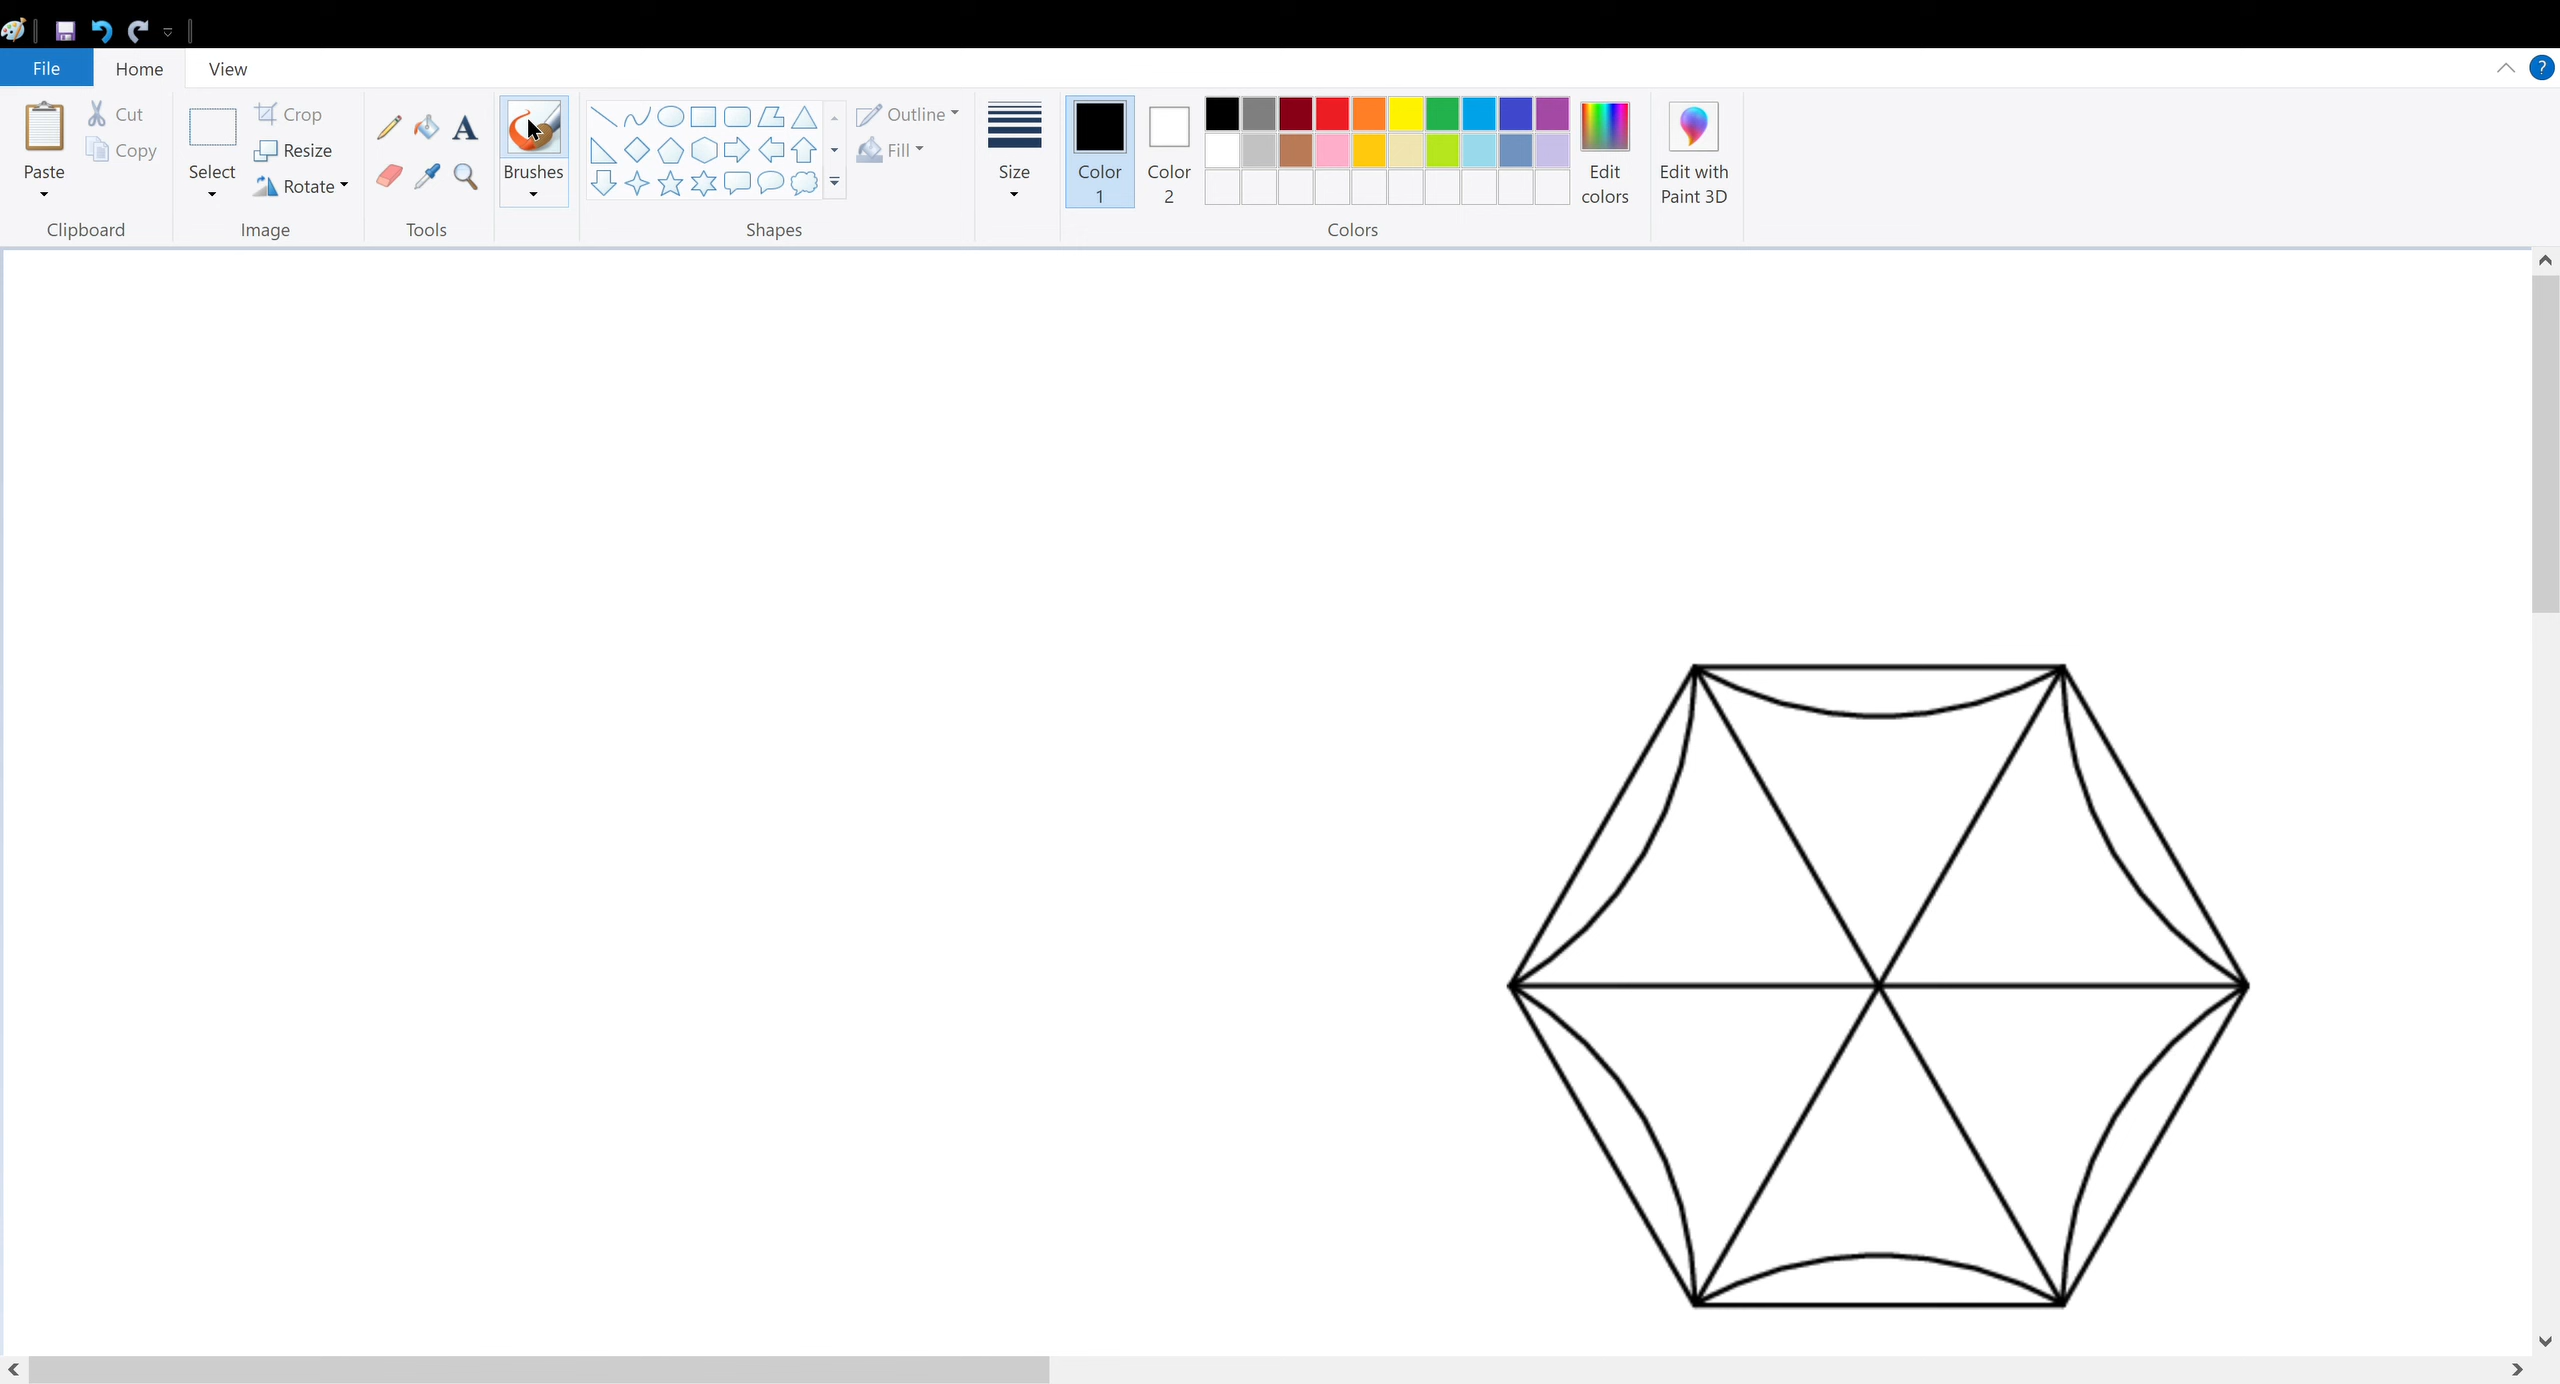 File Home View ?
Cut Crop A Outline
Copy Resize Fill
Paste Select Rotate Brushes Size Color 1 Color 2 Edit colors Edit with Paint 3D
Clipboard Image Tools Shapes Colors